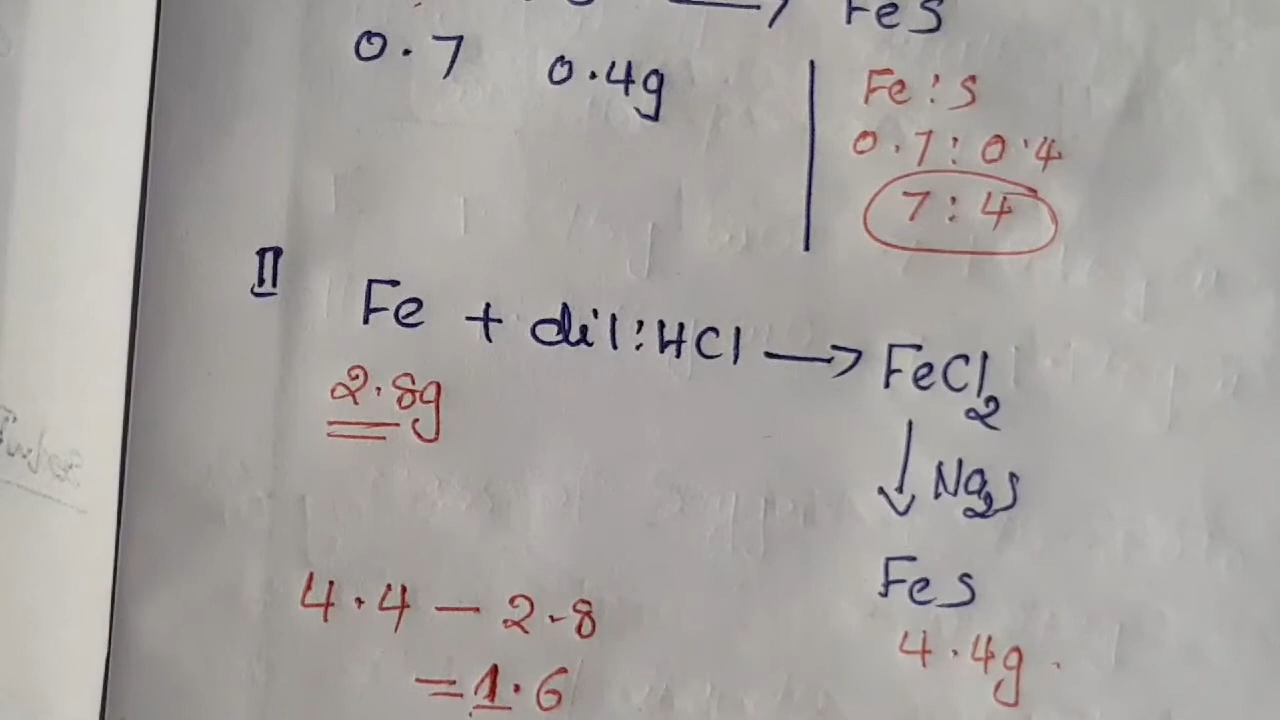 ⟶ FeS
0.7 0.4g
Fe : S
0.7 : 0.4
7 : 4
II Fe + dil: HCl ⟶ FeCl₂
2.8g
↓ Na₂S
FeS
4.4g.
4.4 – 2.8
= 1.6